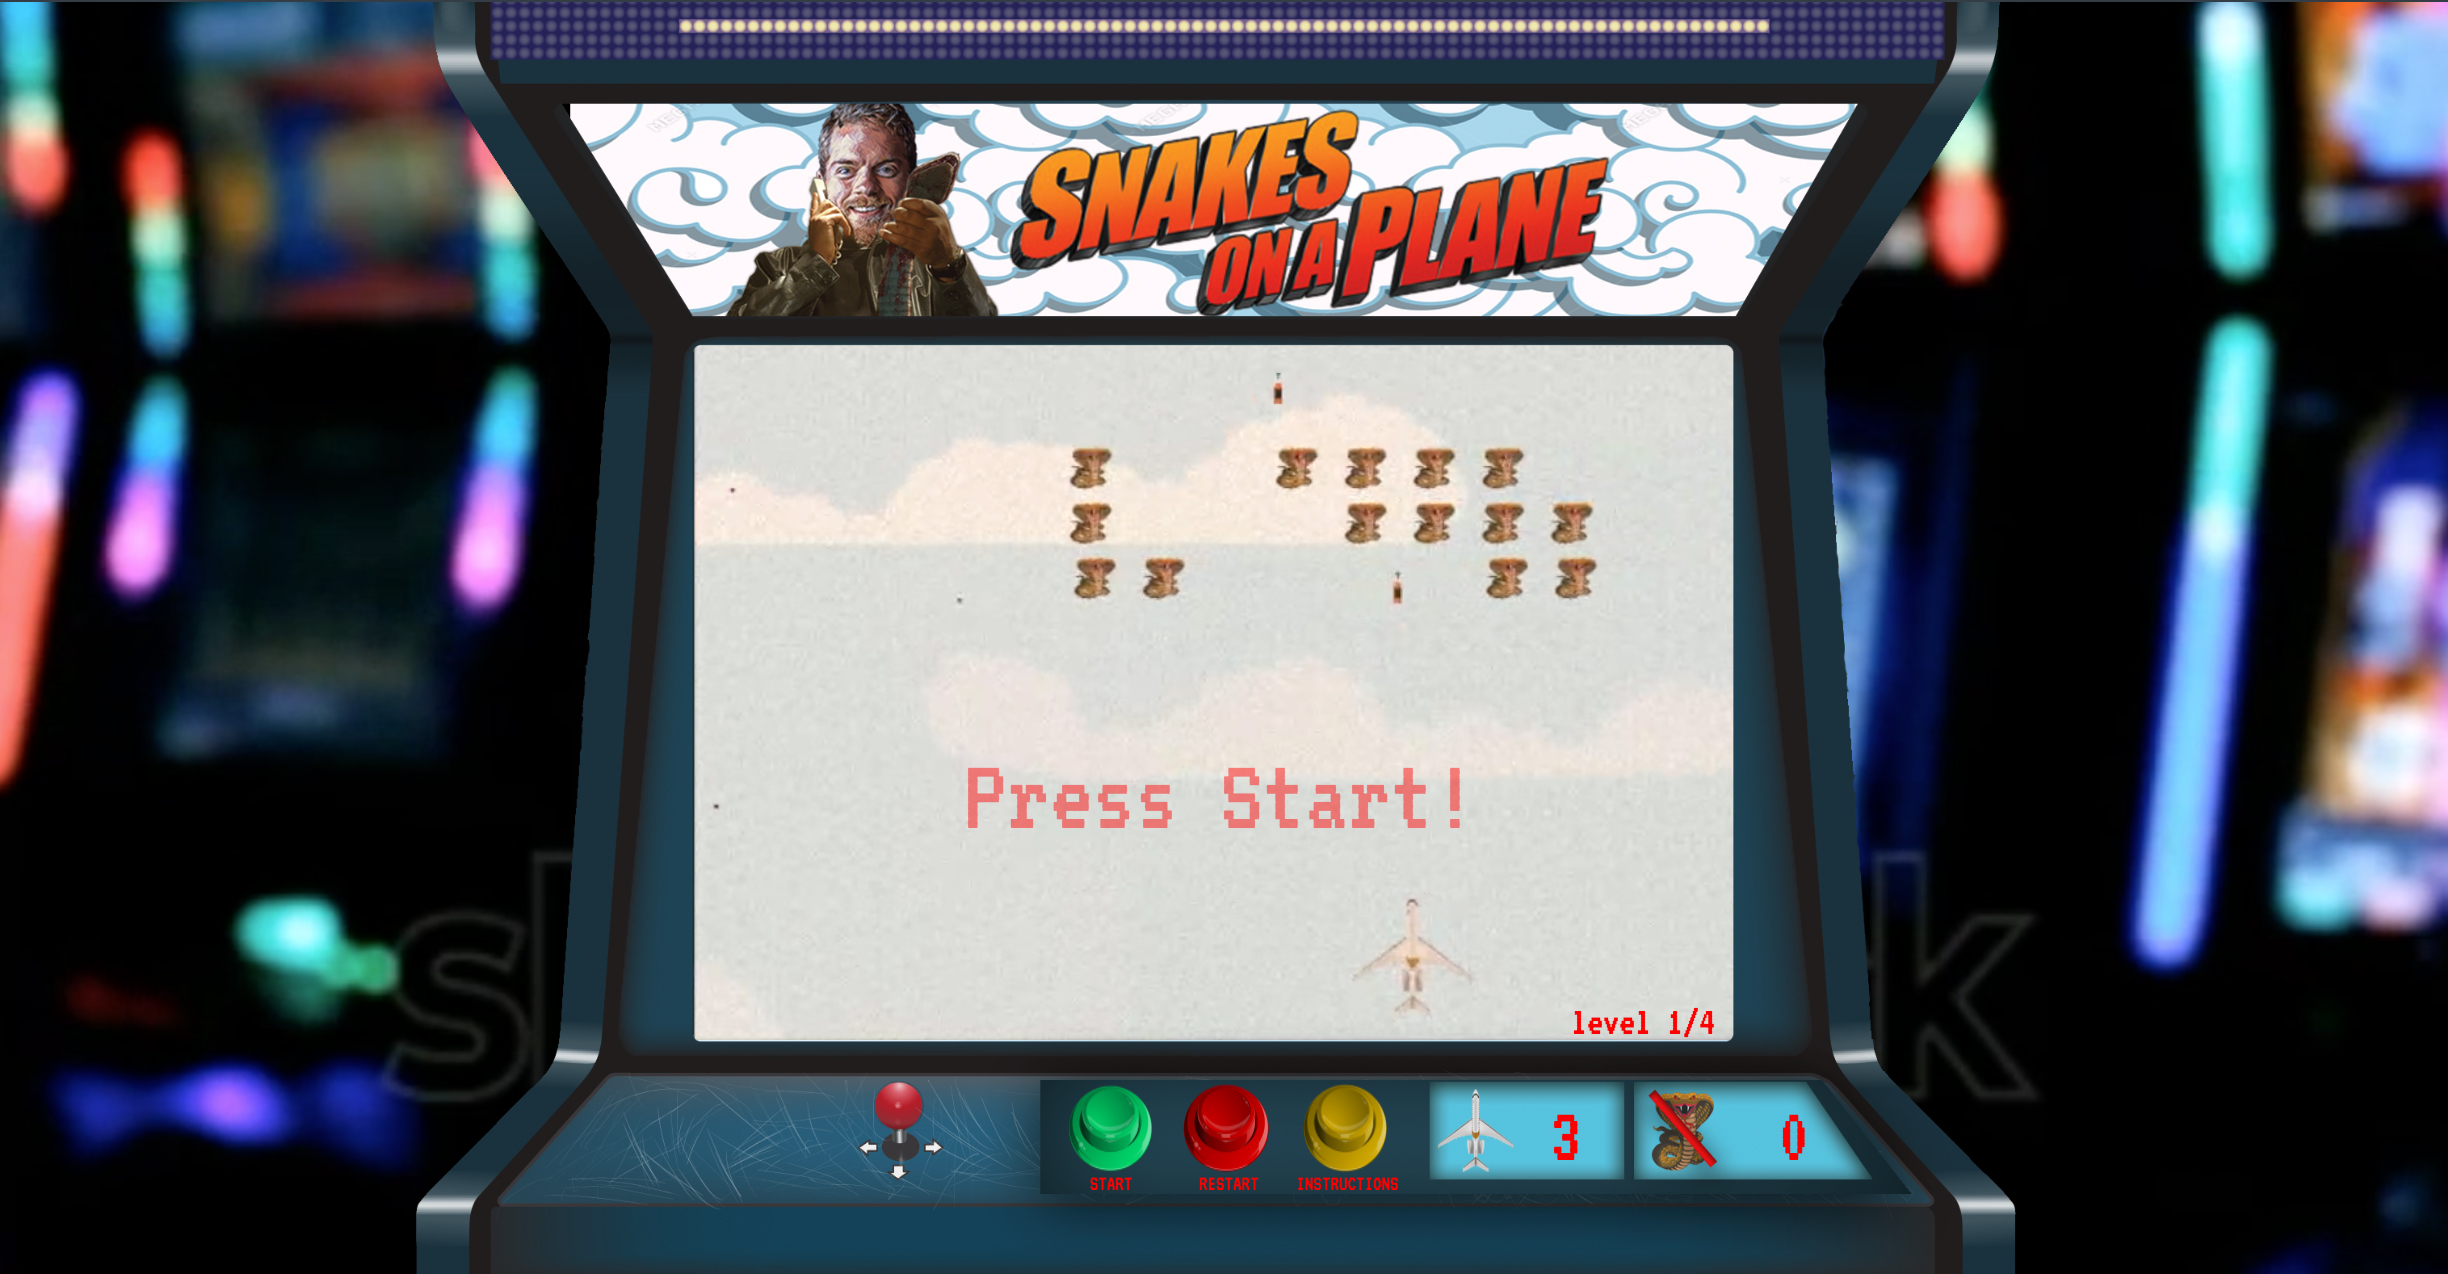 SNAKES
ON A PLANE
Press Start!
level 1/4
START
RESTART
INSTRUCTIONS
3
0